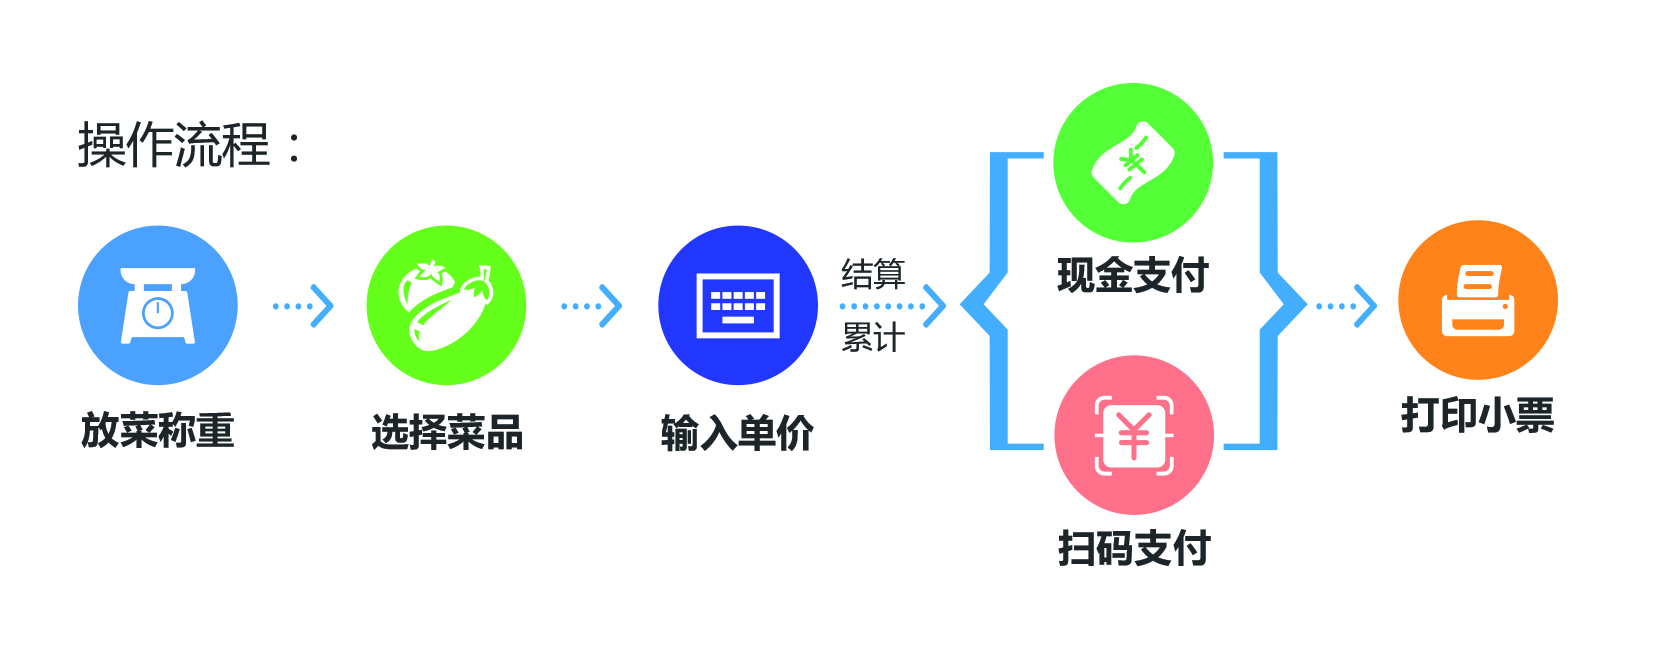 操作流程：
放菜称重
选择菜品
输入单价
结算
累计
现金支付
扫码支付
打印小票